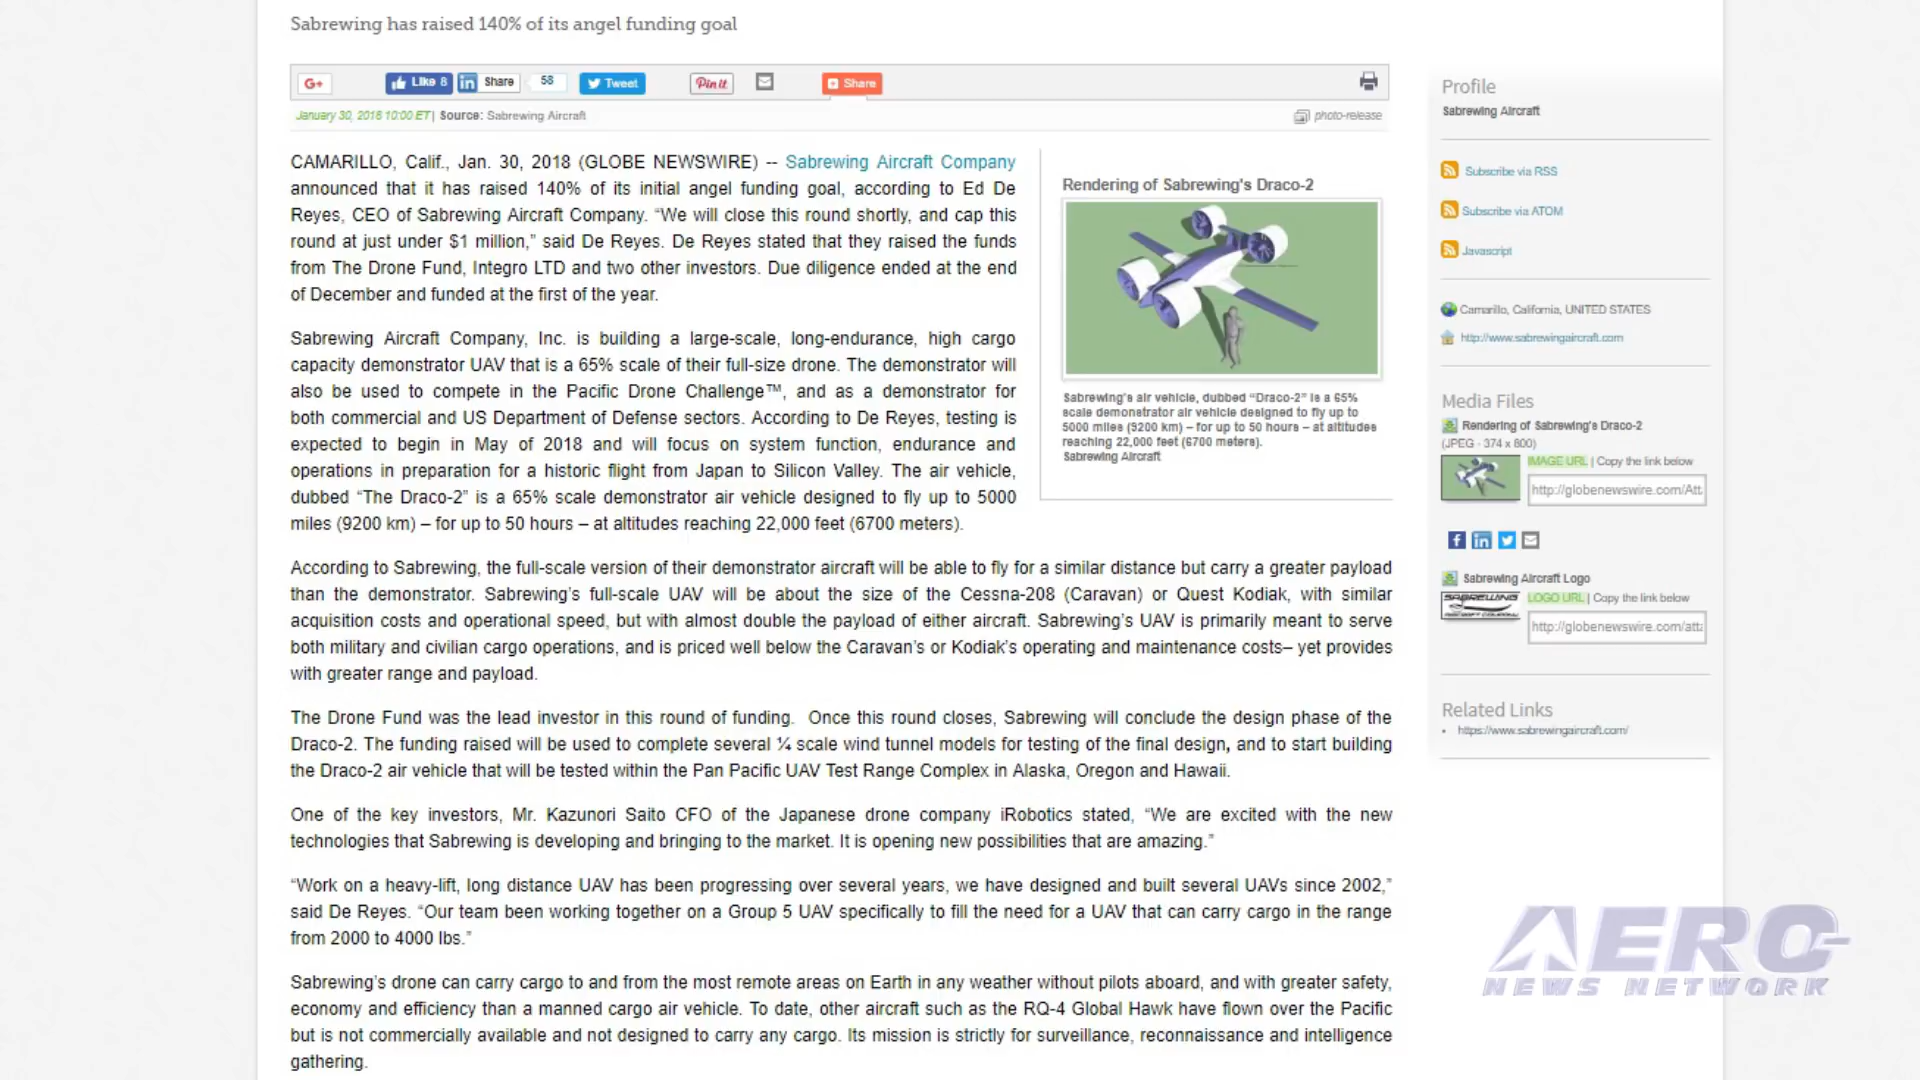 Sabrewing has raised 140% of its angel funding goal
G+ Like 8 in Share 58 Tweet Pin it Share
January 30, 2018 10:00 ET | Source: Sabrewing Aircraft
photo-release
CAMARILLO, Calif., Jan. 30, 2018 (GLOBE NEWSWIRE) -- Sabrewing Aircraft Company
announced that it has raised 140% of its initial angel funding goal, according to Ed De
Reyes, CEO of Sabrewing Aircraft Company. “We will close this round shortly, and cap this
round at just under $1 million,” said De Reyes. De Reyes stated that they raised the funds
from The Drone Fund, Integro LTD and two other investors. Due diligence ended at the end
of December and funded at the first of the year.
Sabrewing Aircraft Company, Inc. is building a large-scale, long-endurance, high cargo
capacity demonstrator UAV that is a 65% scale of their full-size drone. The demonstrator will
also be used to compete in the Pacific Drone Challenge™, and as a demonstrator for
both commercial and US Department of Defense sectors. According to De Reyes, testing is
expected to begin in May of 2018 and will focus on system function, endurance and
operations in preparation for a historic flight from Japan to Silicon Valley. The air vehicle,
dubbed “The Draco-2” is a 65% scale demonstrator air vehicle designed to fly up to 5000
miles (9200 km) – for up to 50 hours – at altitudes reaching 22,000 feet (6700 meters).
Rendering of Sabrewing's Draco-2
Sabrewing's air vehicle, dubbed “Draco-2” is a 65%
scale demonstrator air vehicle designed to fly up to
5000 miles (9200 km) – for up to 50 hours – at altitudes
reaching 22,000 feet (6700 meters).
Sabrewing Aircraft
According to Sabrewing, the full-scale version of their demonstrator aircraft will be able to fly for a similar distance but carry a greater payload
than the demonstrator. Sabrewing’s full-scale UAV will be about the size of the Cessna-208 (Caravan) or Quest Kodiak, with similar
acquisition costs and operational speed, but with almost double the payload of either aircraft. Sabrewing’s UAV is primarily meant to serve
both military and civilian cargo operations, and is priced well below the Caravan’s or Kodiak’s operating and maintenance costs– yet provides
with greater range and payload.
The Drone Fund was the lead investor in this round of funding.  Once this round closes, Sabrewing will conclude the design phase of the
Draco-2. The funding raised will be used to complete several ¼ scale wind tunnel models for testing of the final design, and to start building
the Draco-2 air vehicle that will be tested within the Pan Pacific UAV Test Range Complex in Alaska, Oregon and Hawaii.
One of the key investors, Mr. Kazunori Saito CFO of the Japanese drone company iRobotics stated, “We are excited with the new
technologies that Sabrewing is developing and bringing to the market. It is opening new possibilities that are amazing.”
“Work on a heavy-lift, long distance UAV has been progressing over several years, we have designed and built several UAVs since 2002,”
said De Reyes. “Our team been working together on a Group 5 UAV specifically to fill the need for a UAV that can carry cargo in the range
from 2000 to 4000 lbs.”
Sabrewing’s drone can carry cargo to and from the most remote areas on Earth in any weather without pilots aboard, and with greater safety,
economy and efficiency than a manned cargo air vehicle. To date, other aircraft such as the RQ-4 Global Hawk have flown over the Pacific
but is not commercially available and not designed to carry any cargo. Its mission is strictly for surveillance, reconnaissance and intelligence
gathering.
Profile
Sabrewing Aircraft
Subscribe via RSS
Subscribe via ATOM
Javascript
Camarillo, California, UNITED STATES
http://www.sabrewingaircraft.com
Media Files
Rendering of Sabrewing's Draco-2
(JPEG - 374 x 800)
IMAGE URL | Copy the link below
http://globenewswire.com/Att
f in
Sabrewing Aircraft Logo
LOGO URL | Copy the link below
SABREWING
AIRCRAFT COMPANY
http://globenewswire.com/att
Related Links
• https://www.sabrewingaircraft.com/
AERO-
NEWS NETWORK